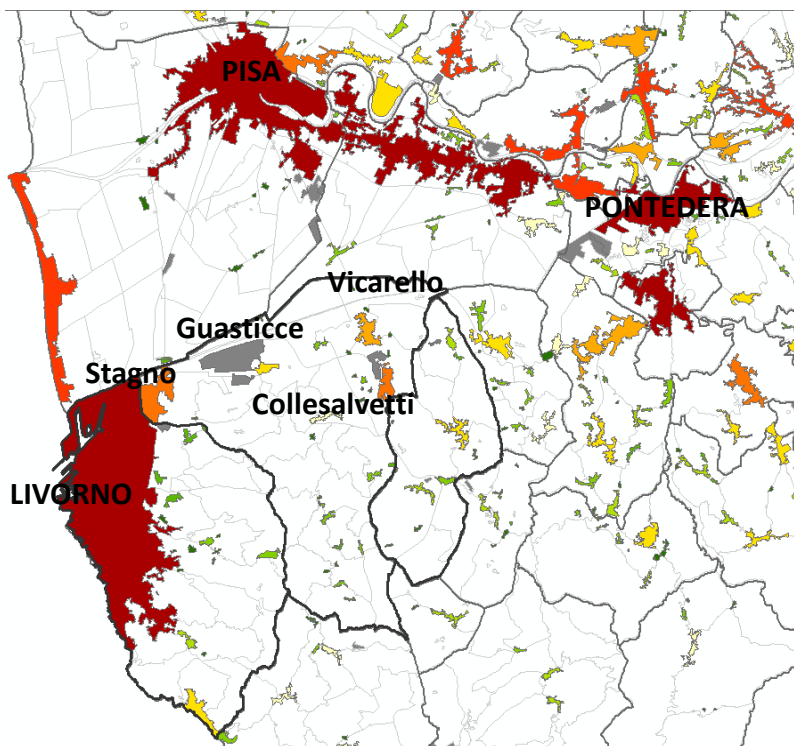 PISA
PONTEDERA
Vicarello
Guasticce
Stagno
Collesalvetti
LIVORNO